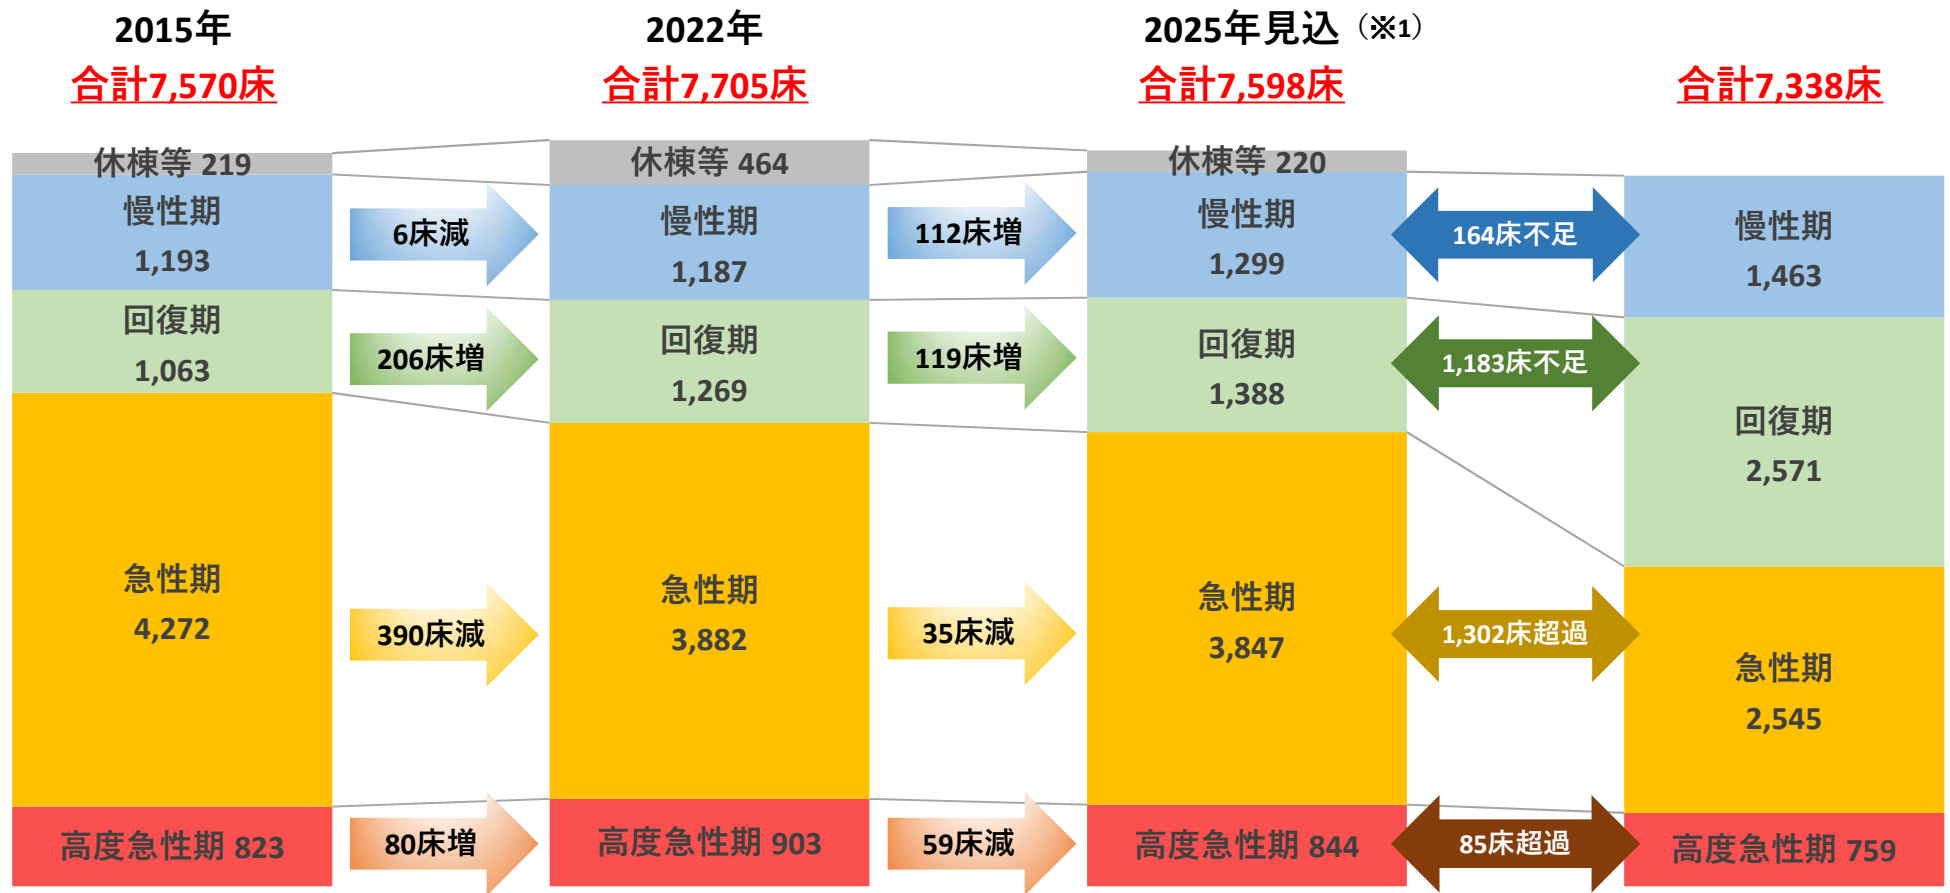 2015年
合計7,570床
休棟等 219
慢性期
1,193
回復期
1,063
急性期
4,272
高度急性期 823
6床減
206床増
390床減
80床増
2022年
合計7,705床
休棟等 464
慢性期
1,187
回復期
1,269
急性期
3,882
高度急性期 903
112床増
119床増
35床減
59床減
2025年見込（※1）
合計7,598床
休棟等 220
慢性期
1,299
回復期
1,388
急性期
3,847
高度急性期 844
164床不足
1,183床不足
1,302床超過
85床超過
合計7,338床
慢性期
1,463
回復期
2,571
急性期
2,545
高度急性期 759